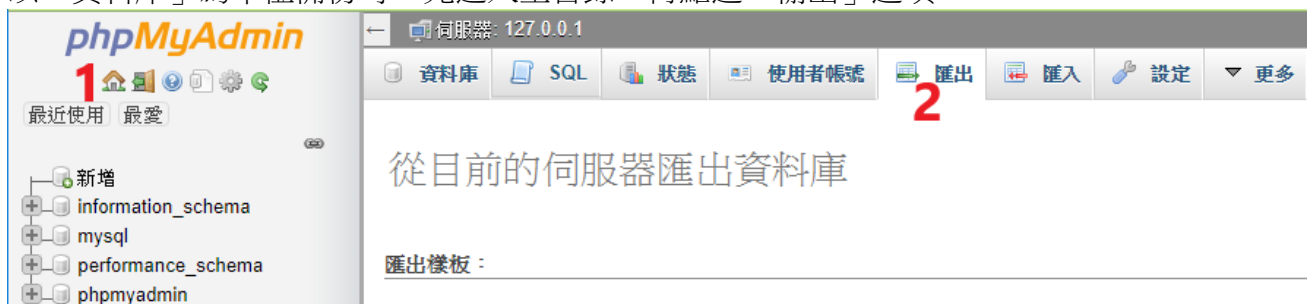 phpMyAdmin
1
最近使用 最愛
新增
information_schema
mysql
performance_schema
phpmyadmin
伺服器: 127.0.0.1
資料庫 SQL 狀態 使用者帳號 匯出 匯入 設定 更多
2
從目前的伺服器匯出資料庫
匯出樣板：